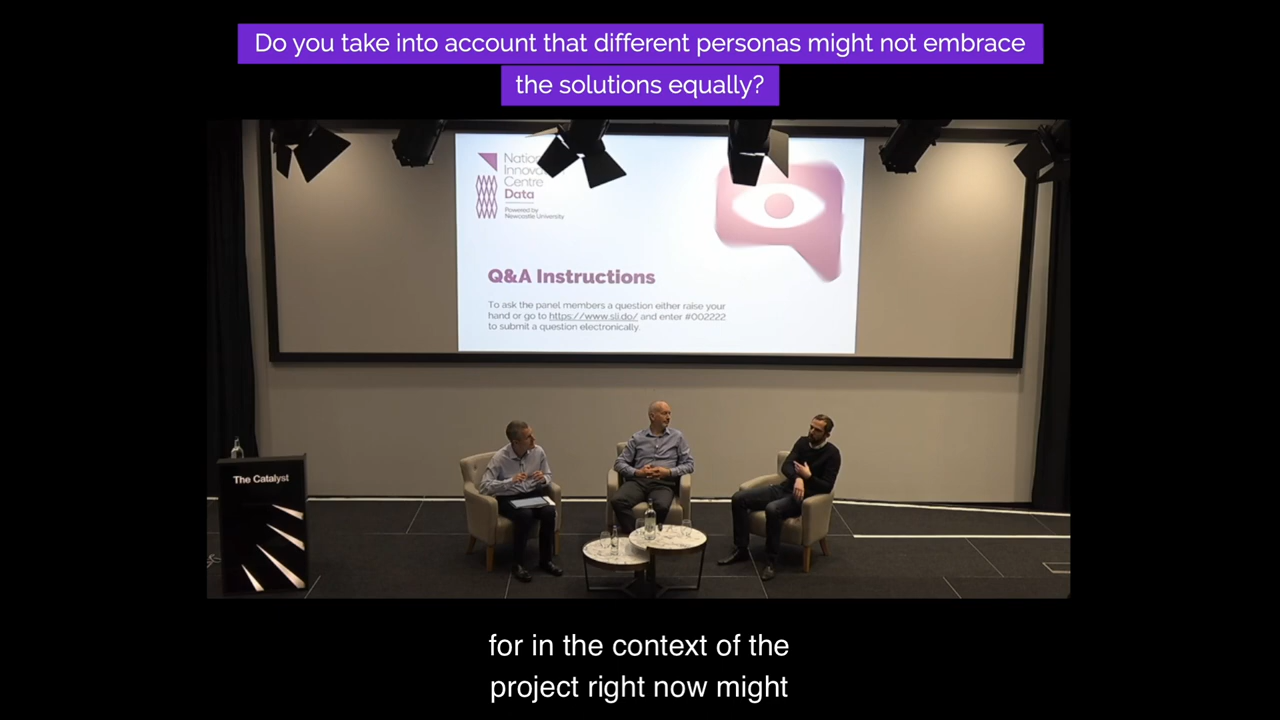 Do you take into account that different personas might not embrace
the solutions equally?
Centre
Data
Powered by
Newcastle University
Q&A Instructions
To ask the panel members a question either raise your
hand or go to https://www.sli.do/ and enter #002222
to submit a question electronically.
The Catalyst
for in the context of the
project right now might